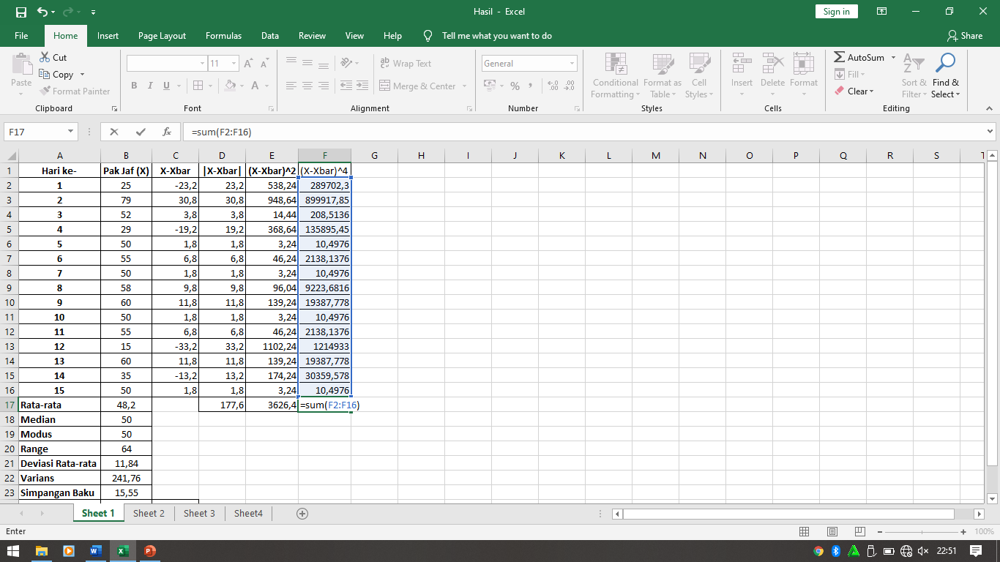 Hasil - Excel
Sign in
File Home Insert Page Layout Formulas Data Review View Help Tell me what you want to do Share
Cut
Copy
Format Painter
Paste
Clipboard
11 A A
B I U A
Font
ab Wrap Text
Merge & Center
Alignment
General
% ,
Number
Conditional Formatting
Format as Table
Cell Styles
Styles
Insert Delete Format
Cells
AutoSum
Fill
Clear
Sort & Filter
Find & Select
Editing
F17 fx =sum(F2:F16)
A B C D E F G H I J K L M N O P Q R S T
1 Hari ke- Pak Jaf (X) X-Xbar |X-Xbar| (X-Xbar)^2 (X-Xbar)^4
2 1 25 -23,2 23,2 538,24 289702,3
3 2 79 30,8 30,8 948,64 899917,85
4 3 52 3,8 3,8 14,44 208,5136
5 4 29 -19,2 19,2 368,64 135895,45
6 5 50 1,8 1,8 3,24 10,4976
7 6 55 6,8 6,8 46,24 2138,1376
8 7 50 1,8 1,8 3,24 10,4976
9 8 58 9,8 9,8 96,04 9223,6816
10 9 60 11,8 11,8 139,24 19387,778
11 10 50 1,8 1,8 3,24 10,4976
12 11 55 6,8 6,8 46,24 2138,1376
13 12 15 -33,2 33,2 1102,24 1214933
14 13 60 11,8 11,8 139,24 19387,778
15 14 35 -13,2 13,2 174,24 30359,578
16 15 50 1,8 1,8 3,24 10,4976
17 Rata-rata 48,2 177,6 3626,4 =sum(F2:F16)
18 Median 50
19 Modus 50
20 Range 64
21 Deviasi Rata-rata 11,84
22 Varians 241,76
23 Simpangan Baku 15,55
Sheet 1 Sheet 2 Sheet 3 Sheet4
Enter
100%
22:51